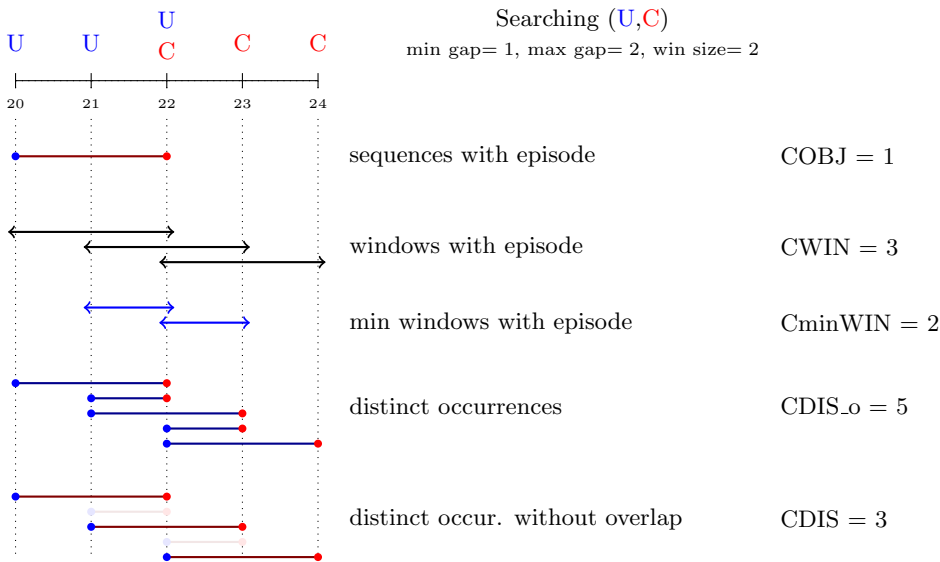 U
Searching (U,C)
U U C C C
min gap= 1, max gap= 2, win size= 2
20 21 22 23 24
sequences with episode COBJ = 1
windows with episode CWIN = 3
min windows with episode CminWIN = 2
distinct occurrences CDIS_o = 5
distinct occur. without overlap CDIS = 3